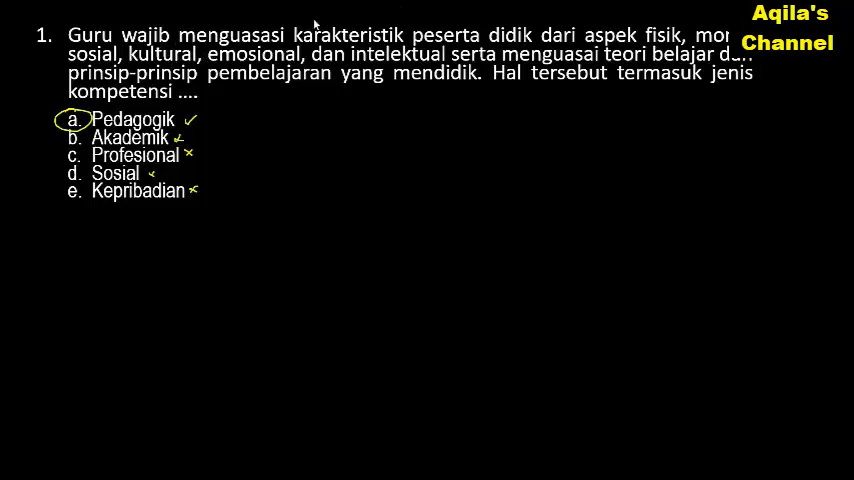 Aqila's
Channel
1. Guru wajib menguasasi karakteristik peserta didik dari aspek fisik,
sosial, kultural, emosional, dan intelektual serta menguasai teori belajar
prinsip-prinsip pembelajaran yang mendidik. Hal tersebut termasuk jenis
kompetensi ....
a. Pedagogik
b. Akademik
c. Profesional
d. Sosial
e. Kepribadian